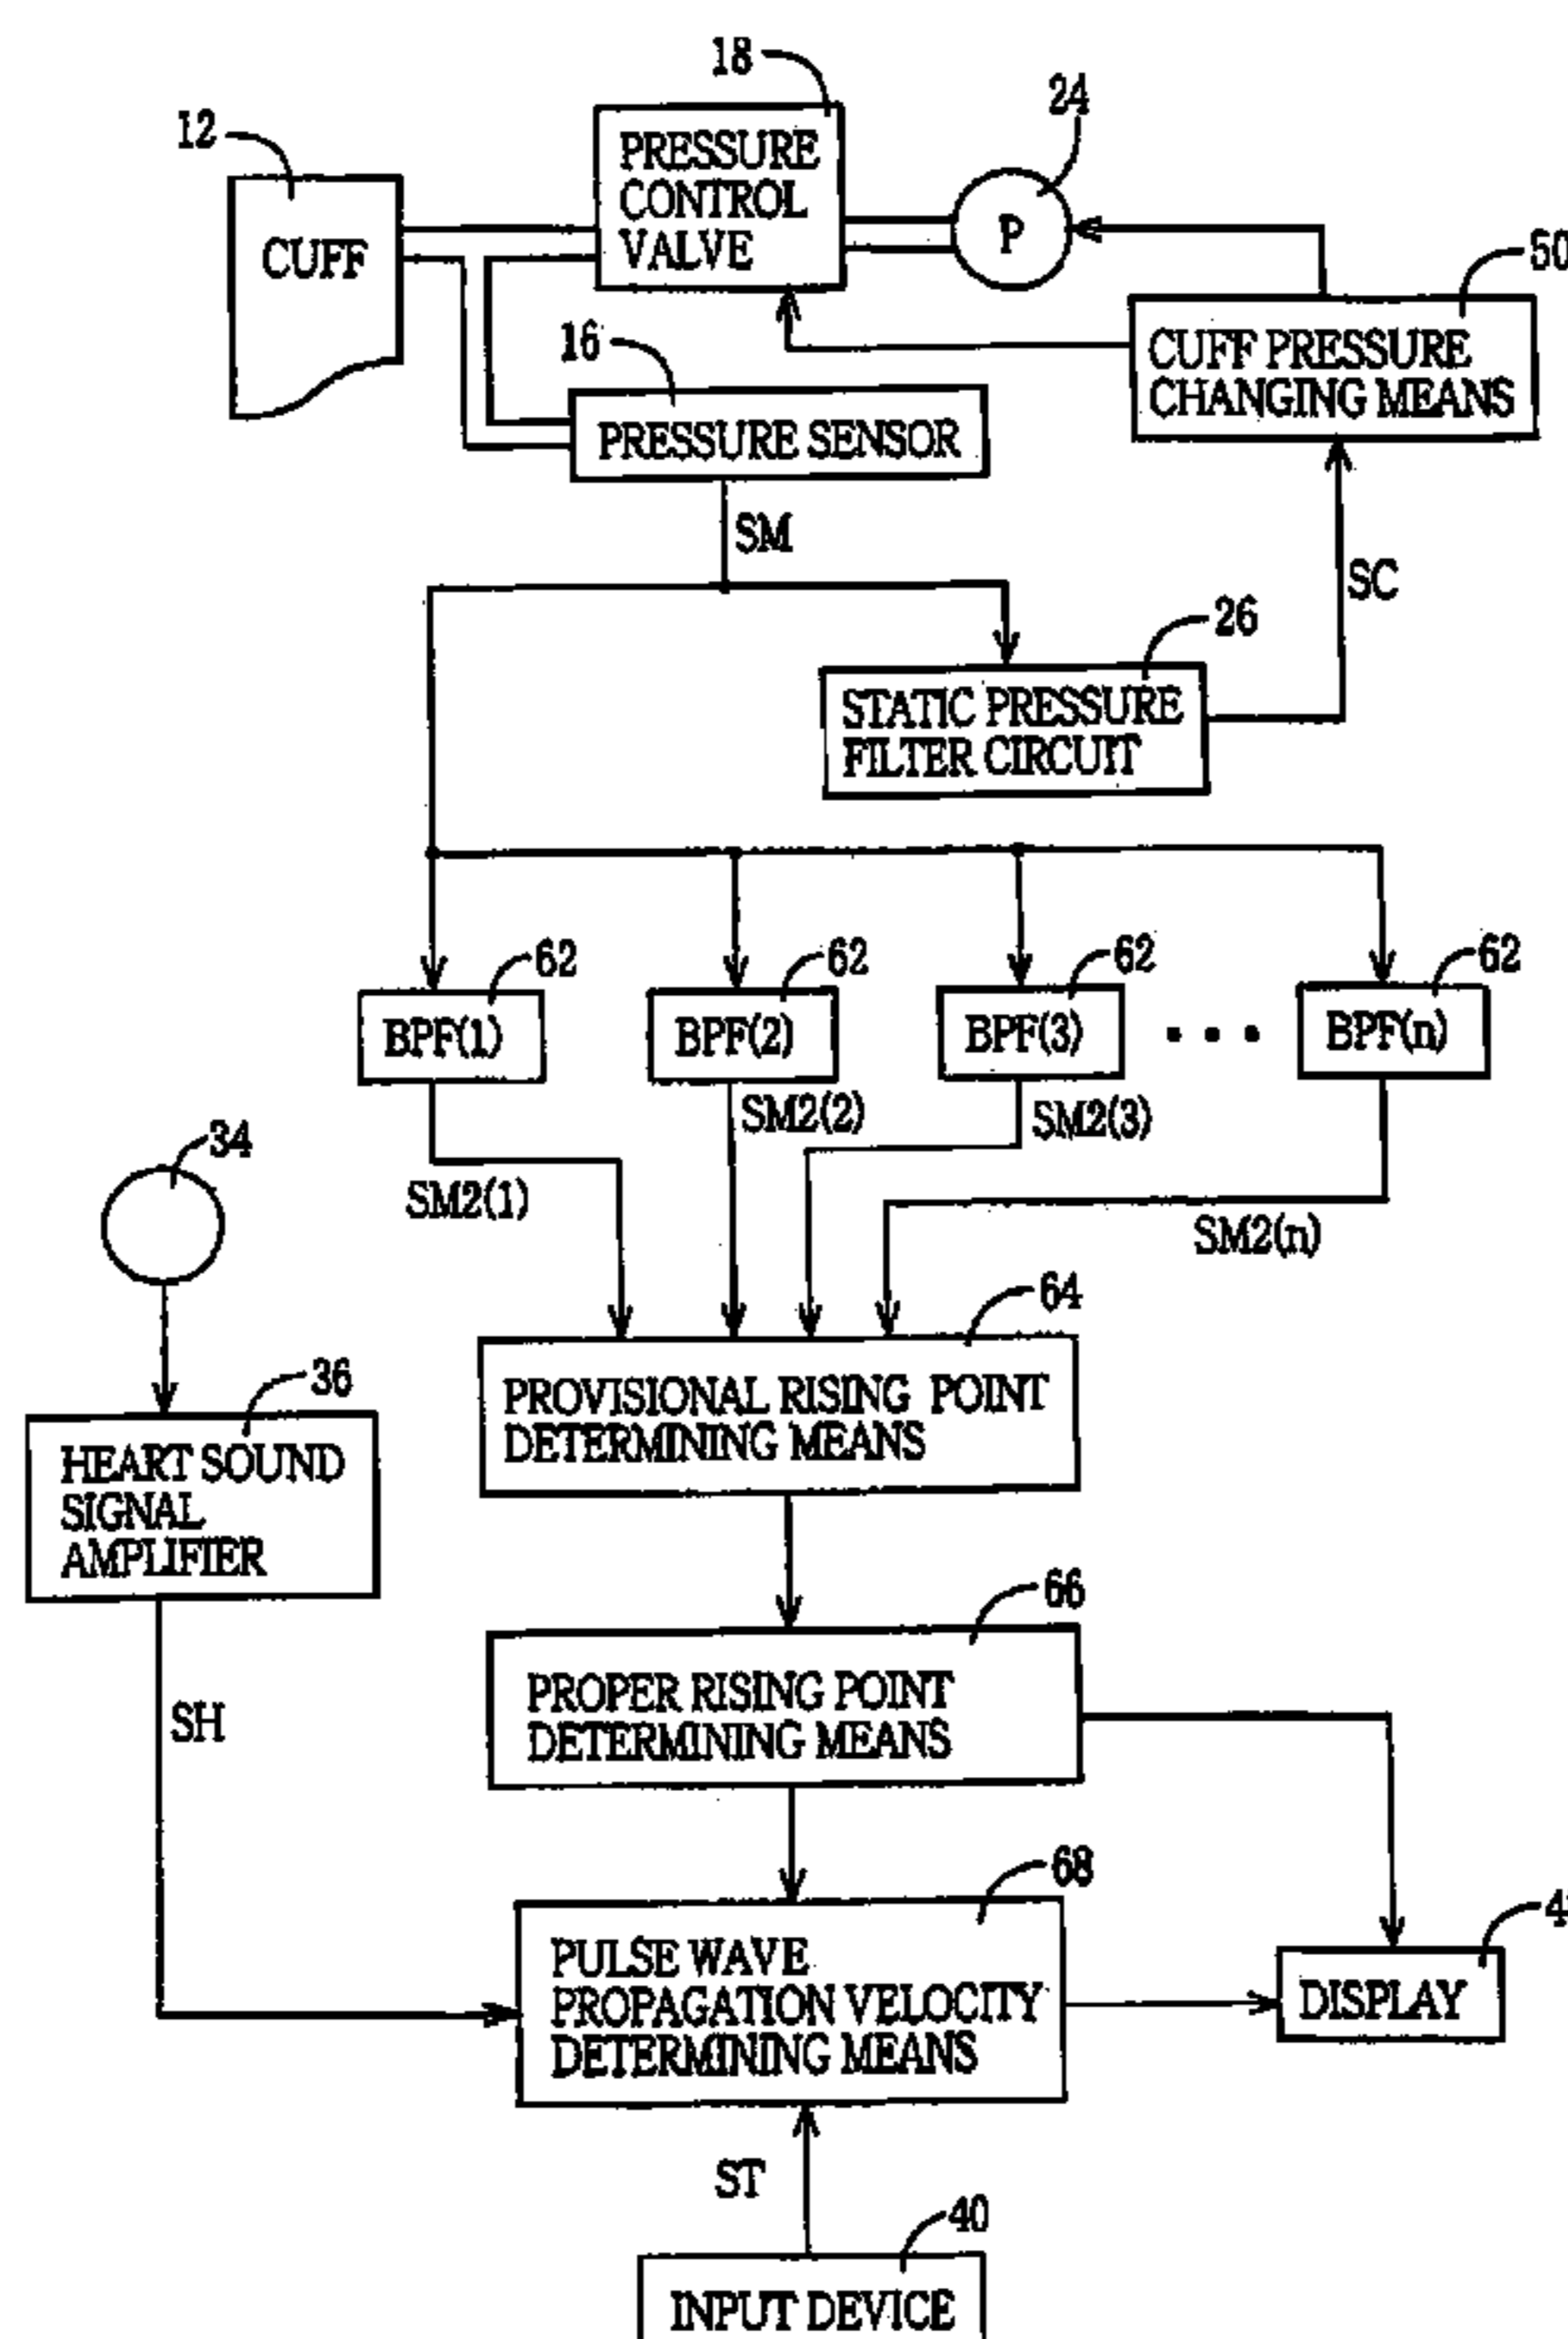 18
24
12
PRESSURE
CONTROL
VALVE
P
CUFF
50
16
CUFF PRESSURE
CHANGING MEANS
PRESSURE SENSOR
SM
SC
26
STATIC PRESSURE
FILTER CIRCUIT
62
62
62
62
BPF(1)
BPF(2)
BPF(3)
• • •
BPF(n)
SM2(2)
SM2(3)
34
SM2(1)
SM2(n)
64
36
PROVISIONAL RISING POINT
DETERMINING MEANS
HEART SOUND
SIGNAL
AMPLIFIER
66
SH
PROPER RISING POINT
DETERMINING MEANS
68
PULSE WAVE
PROPAGATION VELOCITY
DETERMINING MEANS
DISPLAY
ST
40
INPUT DEVICE